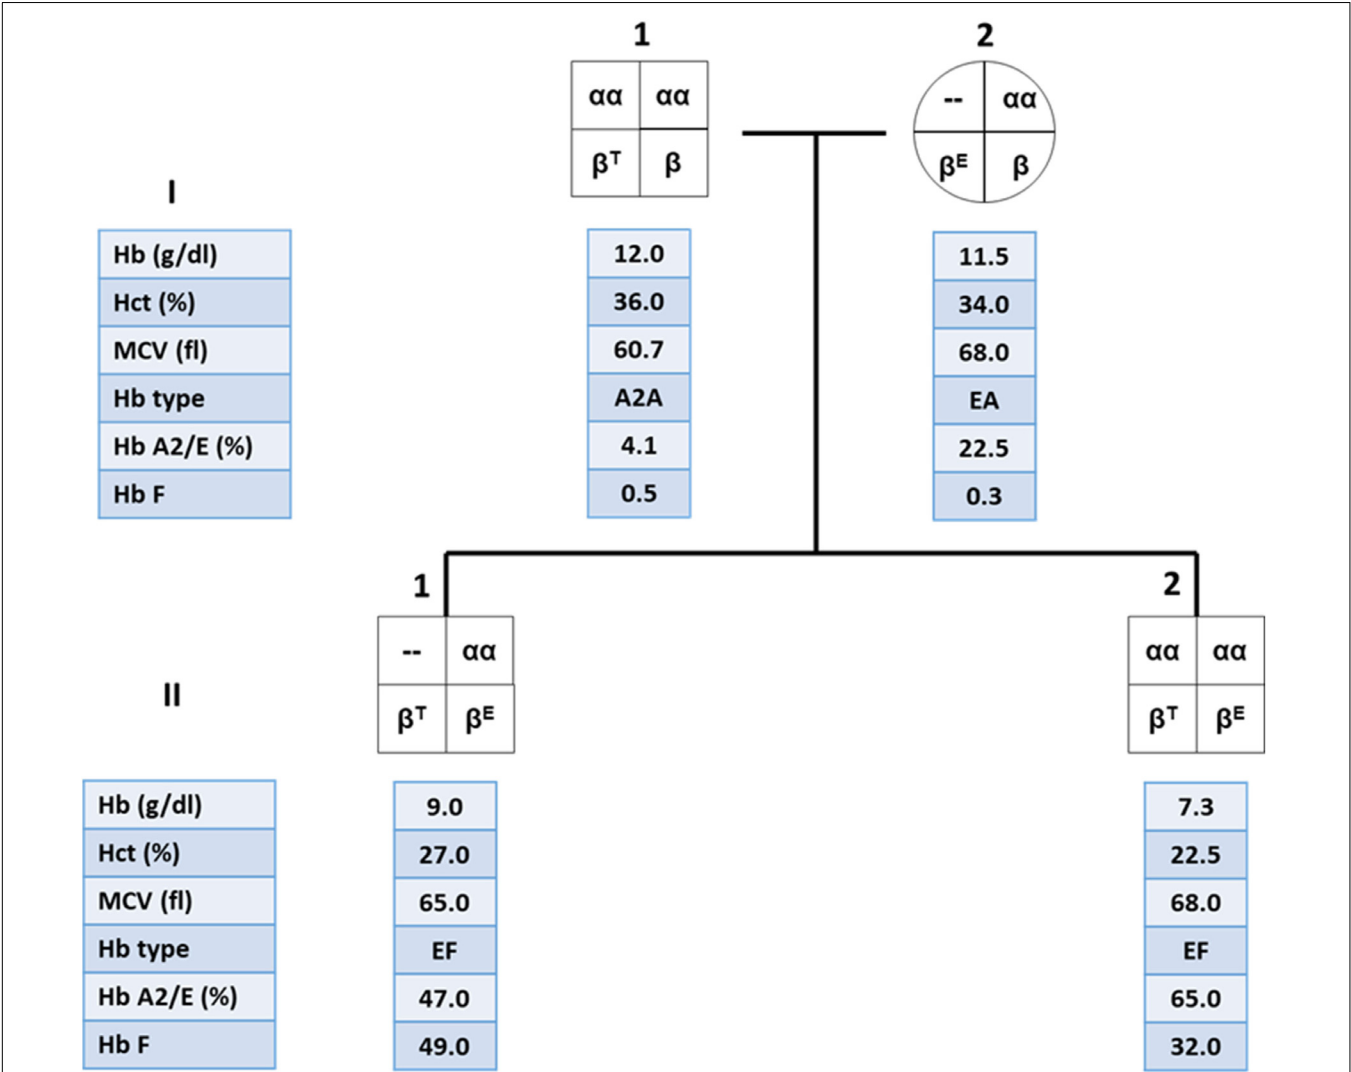 1 2
αα αα -- αα
βᵀ β βᴱ β
I
Hb (g/dl) 12.0 11.5
Hct (%) 36.0 34.0
MCV (fl) 60.7 68.0
Hb type A2A EA
Hb A2/E (%) 4.1 22.5
Hb F 0.5 0.3
1 2
-- αα αα αα
II
βᵀ βᴱ βᵀ βᴱ
Hb (g/dl) 9.0 7.3
Hct (%) 27.0 22.5
MCV (fl) 65.0 68.0
Hb type EF EF
Hb A2/E (%) 47.0 65.0
Hb F 49.0 32.0